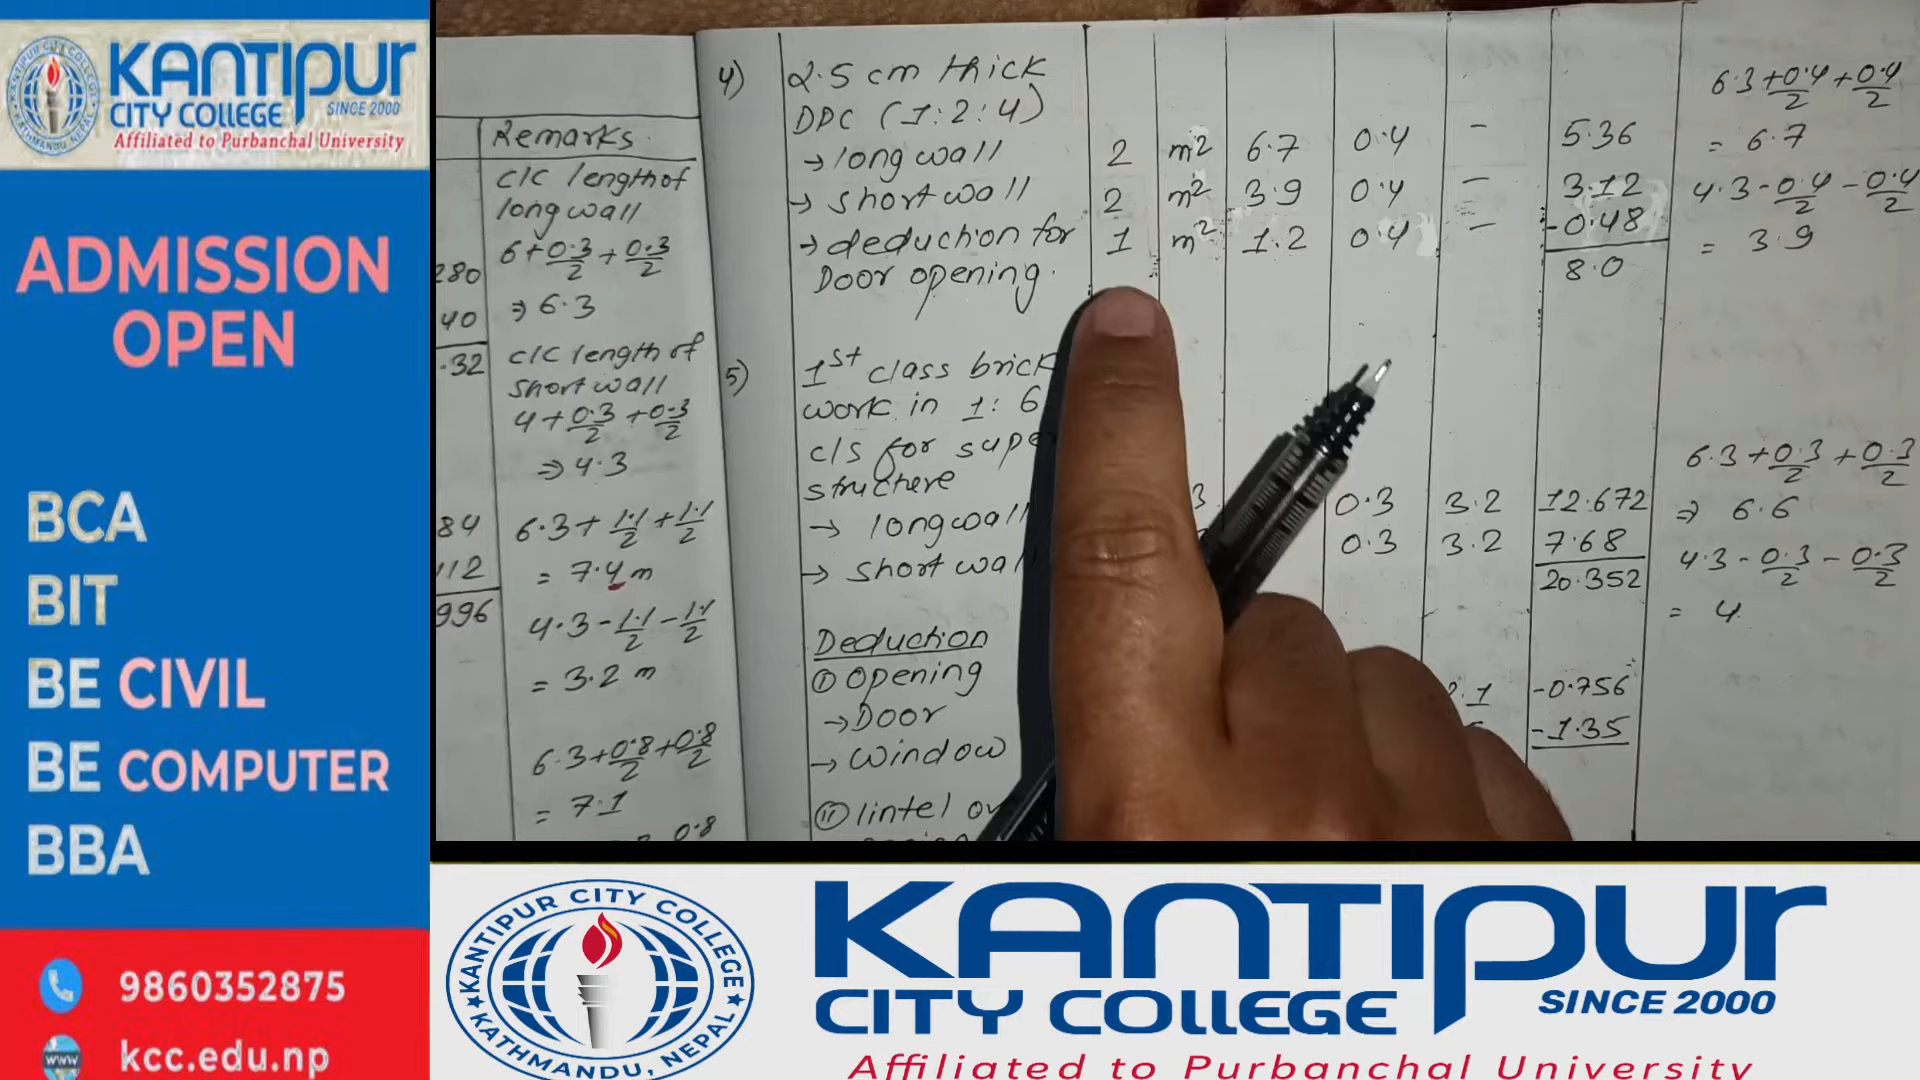 KANTIPUR
CITY COLLEGE SINCE 2000
Affiliated to Purbanchal University
ADMISSION
OPEN
BCA
BIT
BE CIVIL
BE COMPUTER
BBA
9860352875
www kcc.edu.np
Remarks
C/C length of
long wall
6+0.3/2+0.3/2
⇒ 6.3
C/C length of
short wall
4+0.3/2+0.3/2
⇒ 4.3
6.3+1.1/2+1.1/2
= 7.4 m
4.3-1.1/2-1.1/2
= 3.2 m
6.3+0.8/2+0.8/2
= 7.1
0.8
280
40
.32
84
112
996
4) 2.5 cm thick
DPC (1:2:4)
→ long wall 2 m² 6.7 0.4 - 5.36
→ short wall 2 m² 3.9 0.4 - 3.12
→ deduction for 1 m² 1.2 0.4 - -0.48
Door opening. 8.0
6.3+0.4/2+0.4/2
= 6.7
4.3-0.4/2-0.4/2
= 3.9
5) 1st class brick
work in 1:6
c/s for
structure
→ long wall 0.3 3.2 12.672
→ short wall 0.3 3.2 7.68
20.352
6.3+0.3/2+0.3/2
⇒ 6.6
4.3-0.3/2-0.3/2
= 4
Deduction
① opening
→ Door -0.756
→ window -1.35
② lintel
KANTIPUR CITY COLLEGE
KATHMANDU, NEPAL
KANTIPUR
CITY COLLEGE SINCE 2000
Affiliated to Purbanchal University